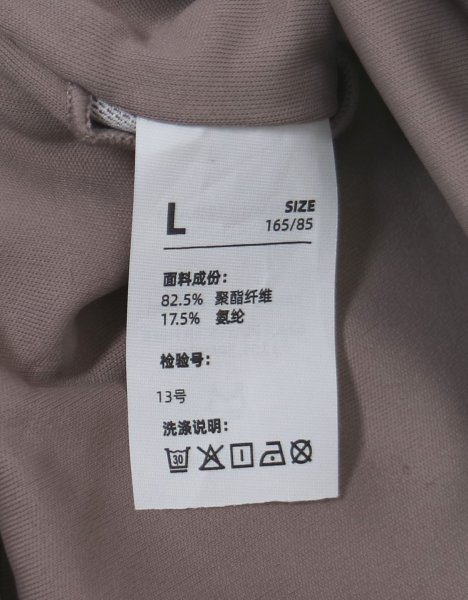 L
SIZE
165/85
面料成份:
82.5% 聚酯纤维
17.5% 氨纶
检验号:
13号
洗涤说明:
30